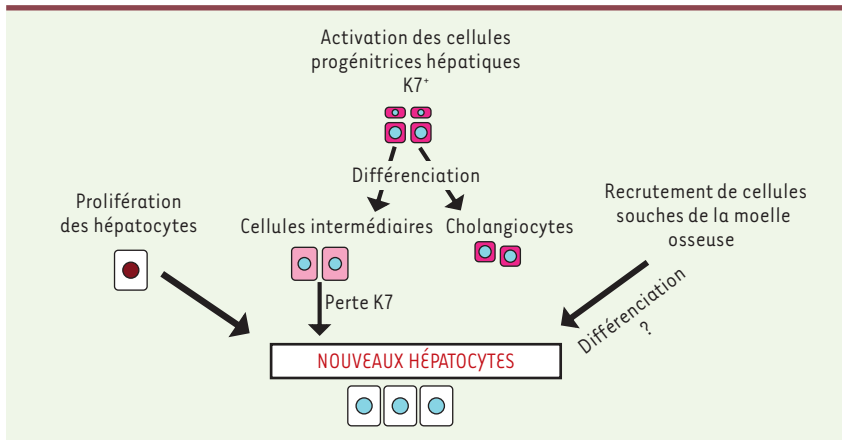 Activation des cellules
progénitrices hépatiques
K7+
Différenciation
Prolifération
des hépatocytes
Cellules intermédiaires
Cholangiocytes
Recrutement de cellules
souches de la moelle
osseuse
Perte K7
Différenciation
?
NOUVEAUX HÉPATOCYTES